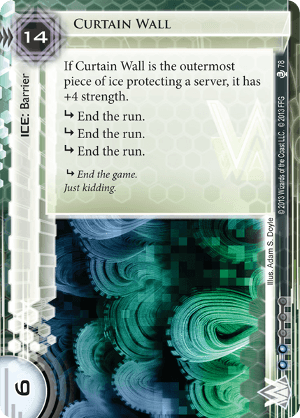 14
CURTAIN WALL
ICE: Barrier
If Curtain Wall is the outermost
piece of ice protecting a server, it has
+4 strength.
↳ End the run.
↳ End the run.
↳ End the run.
↳ End the game.
Just kidding.
78
© 2013 Wizards of the Coast LLC. © 2013 FFG
Illus. Adam S. Doyle
6